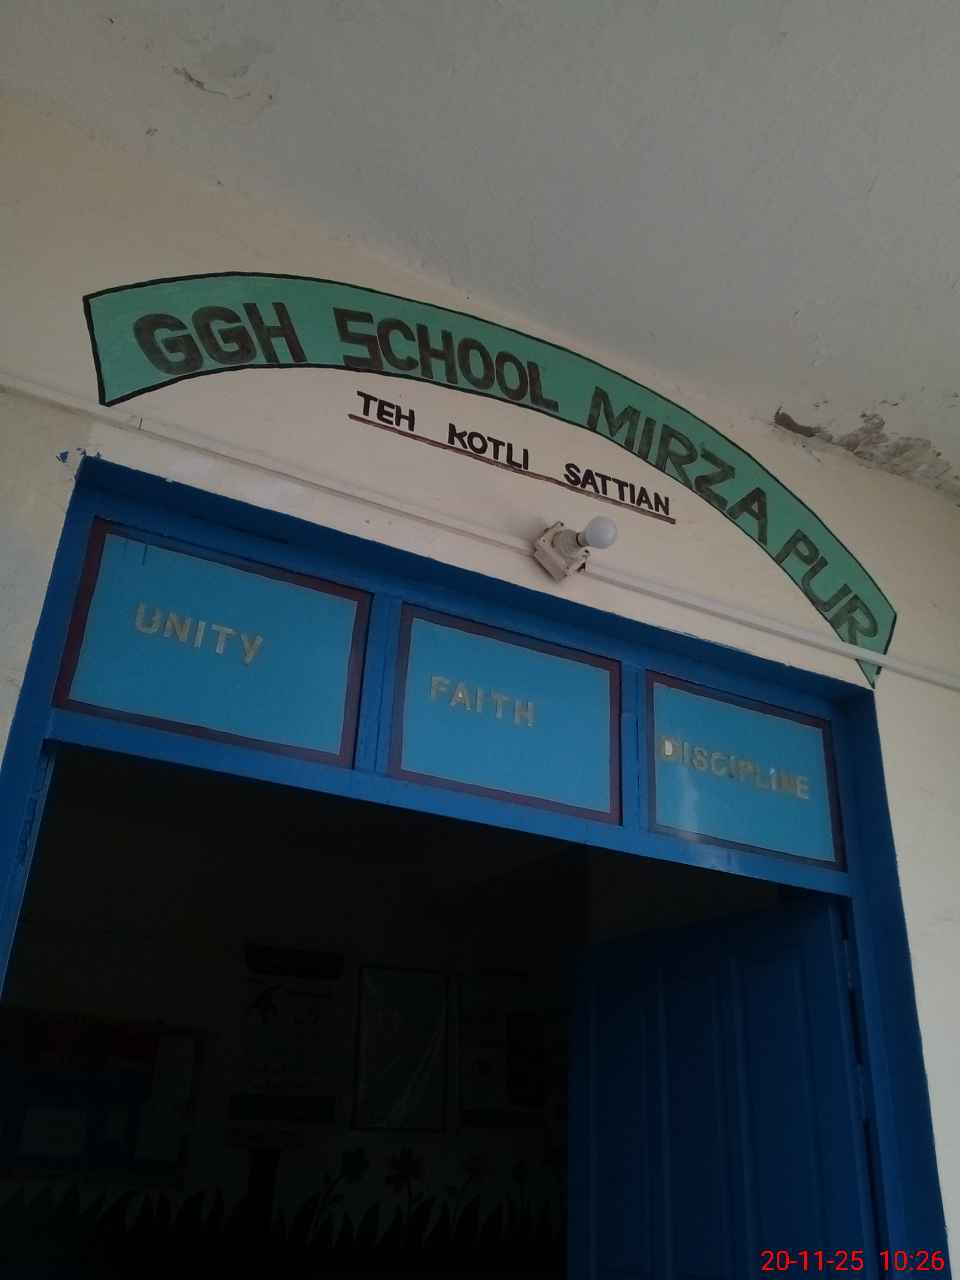 GGH SCHOOL MIRZA PUR
TEH KOTLI SATTIAN
UNITY
FAITH
DISCIPLINE
20-11-25 10:26